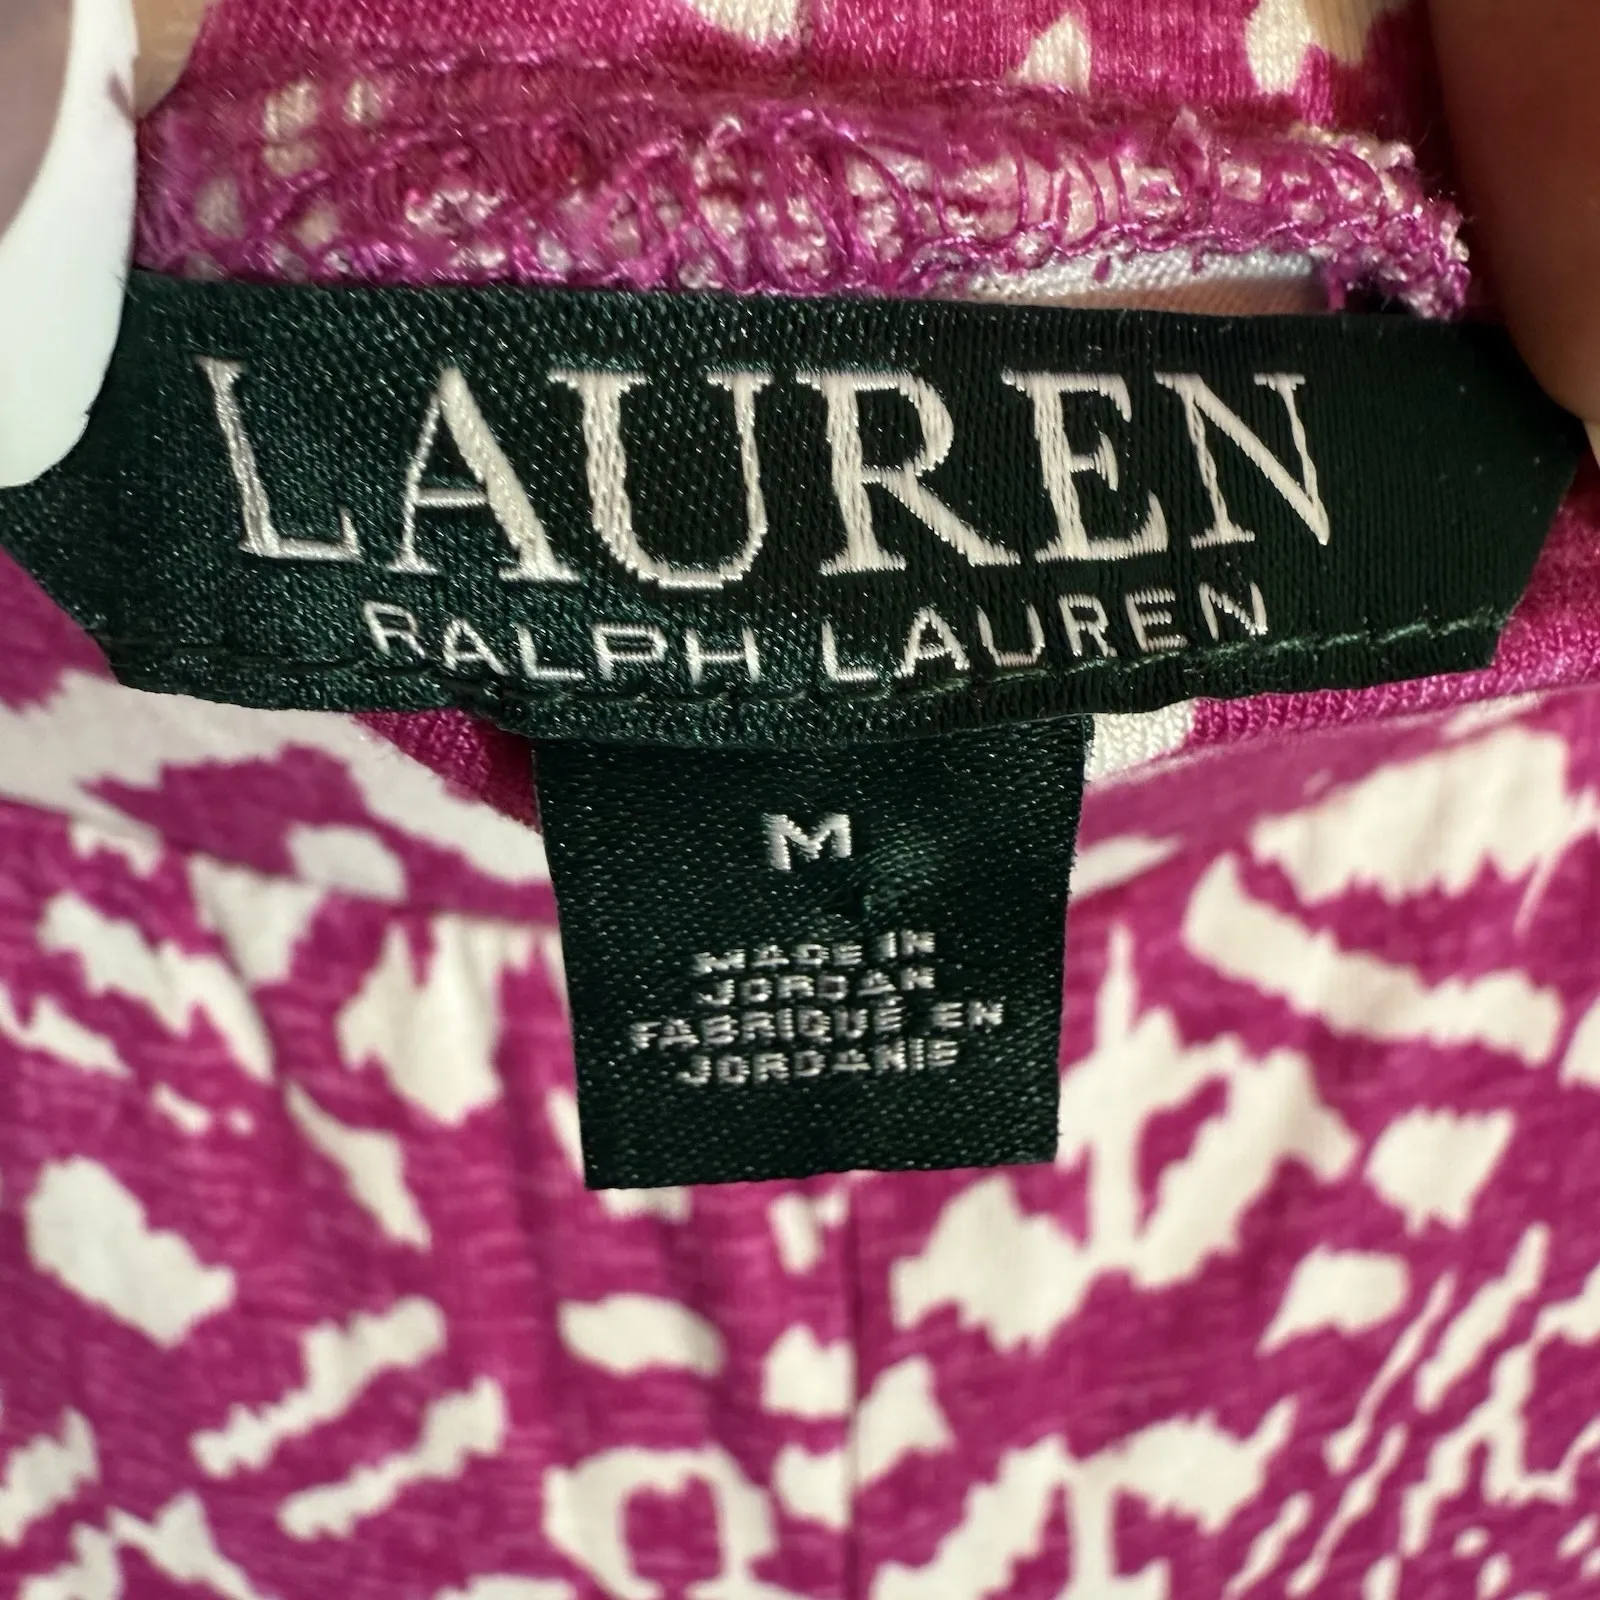 LAUREN
RALPH LAUREN
M
MADE IN
JORDAN
FABRIQUÉ EN
JORDANIE